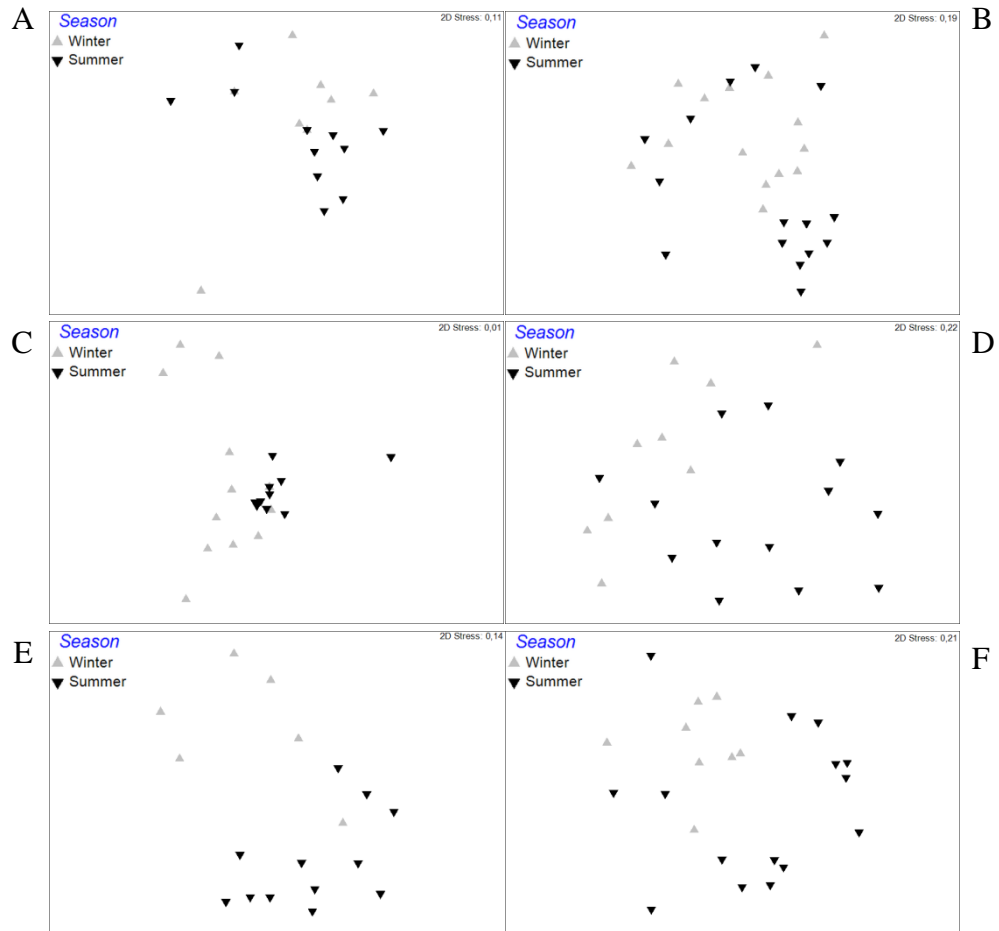 A
Season
Winter
Summer
2D Stress: 0,11
B
Season
Winter
Summer
2D Stress: 0,19
C
Season
Winter
Summer
2D Stress: 0,01
D
Season
Winter
Summer
2D Stress: 0,22
E
Season
Winter
Summer
2D Stress: 0,14
F
Season
Winter
Summer
2D Stress: 0,21